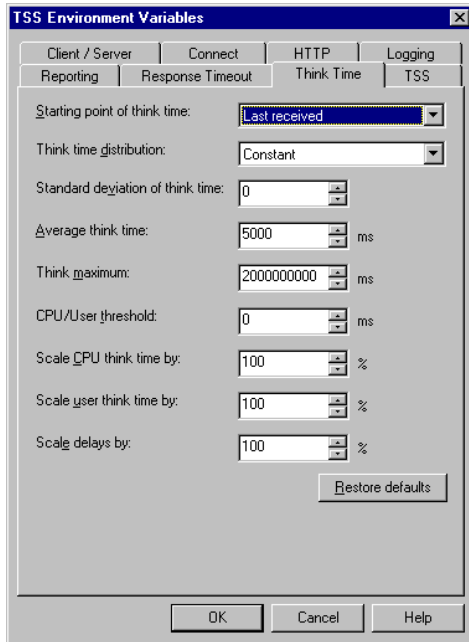 TSS Environment Variables
Client / Server Connect HTTP Logging
Reporting Response Timeout Think Time TSS
Starting point of think time: Last received
Think time distribution: Constant
Standard deviation of think time: 0
Average think time: 5000 ms
Think maximum: 2000000000 ms
CPU/User threshold: 0 ms
Scale CPU think time by: 100 %
Scale user think time by: 100 %
Scale delays by: 100 %
Restore defaults
OK Cancel Help